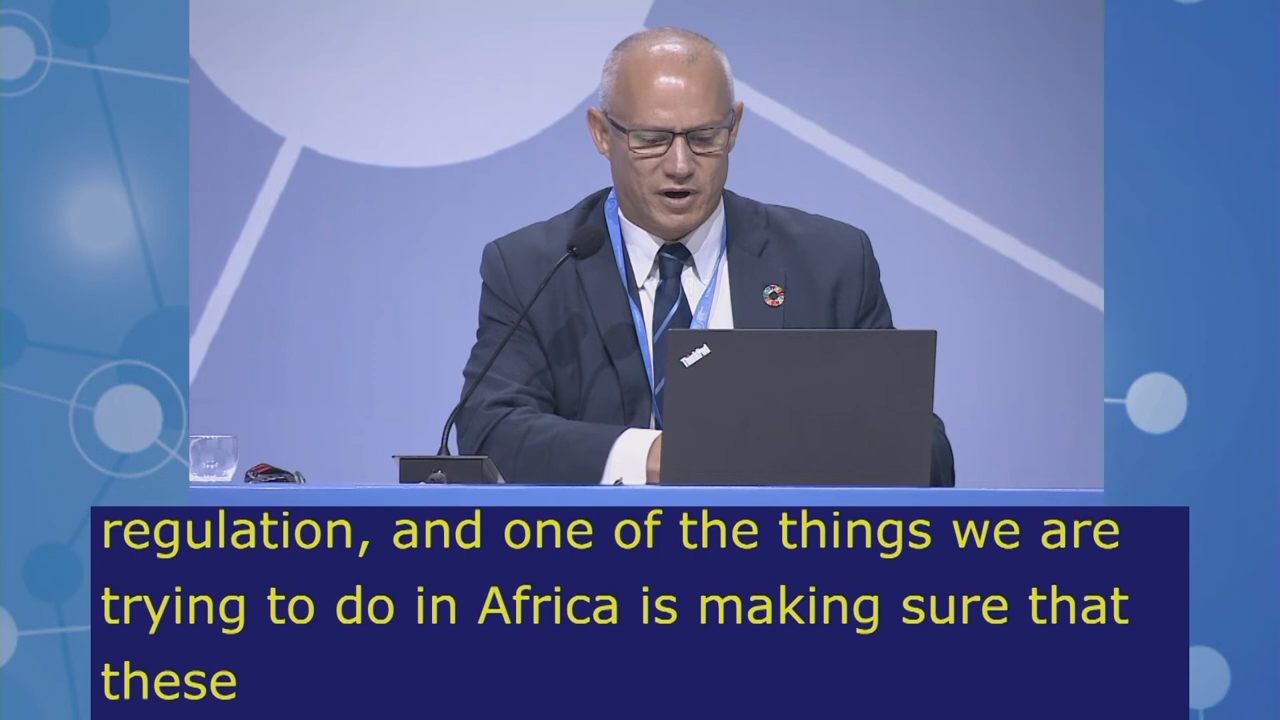 ThinkPad
regulation, and one of the things we are
trying to do in Africa is making sure that
these